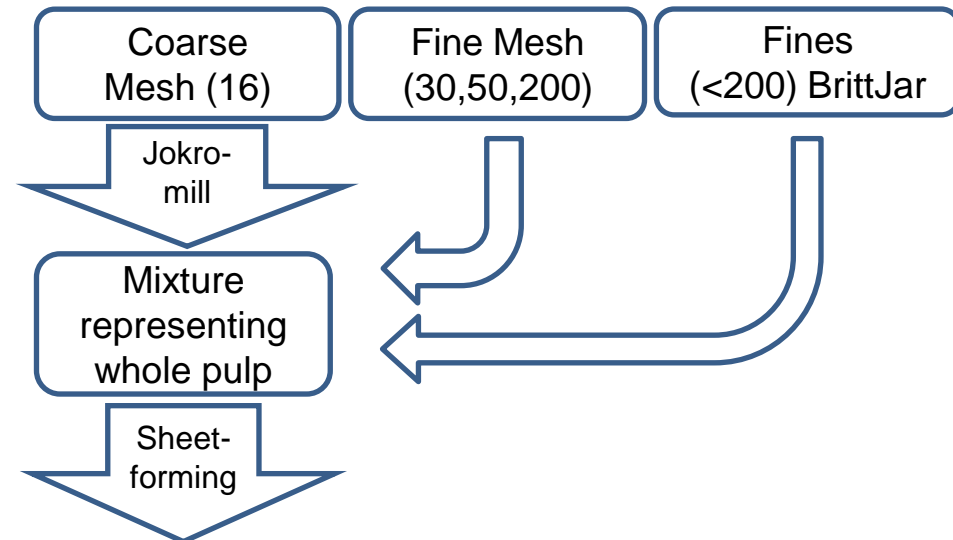 Coarse
Mesh (16)
Fine Mesh
(30,50,200)
Fines
(<200) BrittJar
Jokro-
mill
Mixture
representing
whole pulp
Sheet-
forming